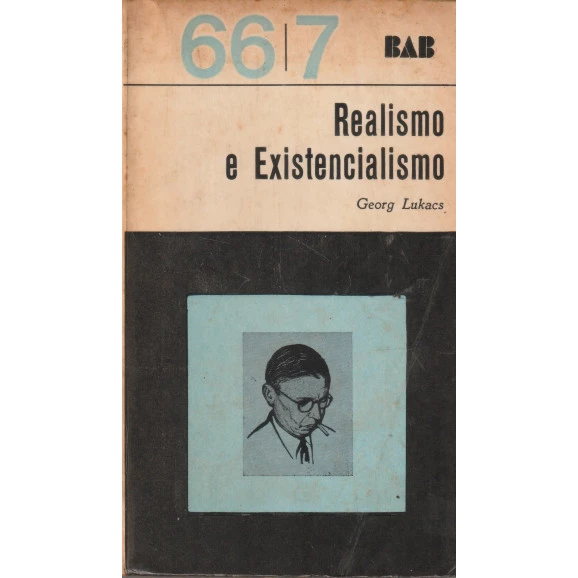 66|7 BAB
Realismo
e Existencialismo
Georg Lukacs